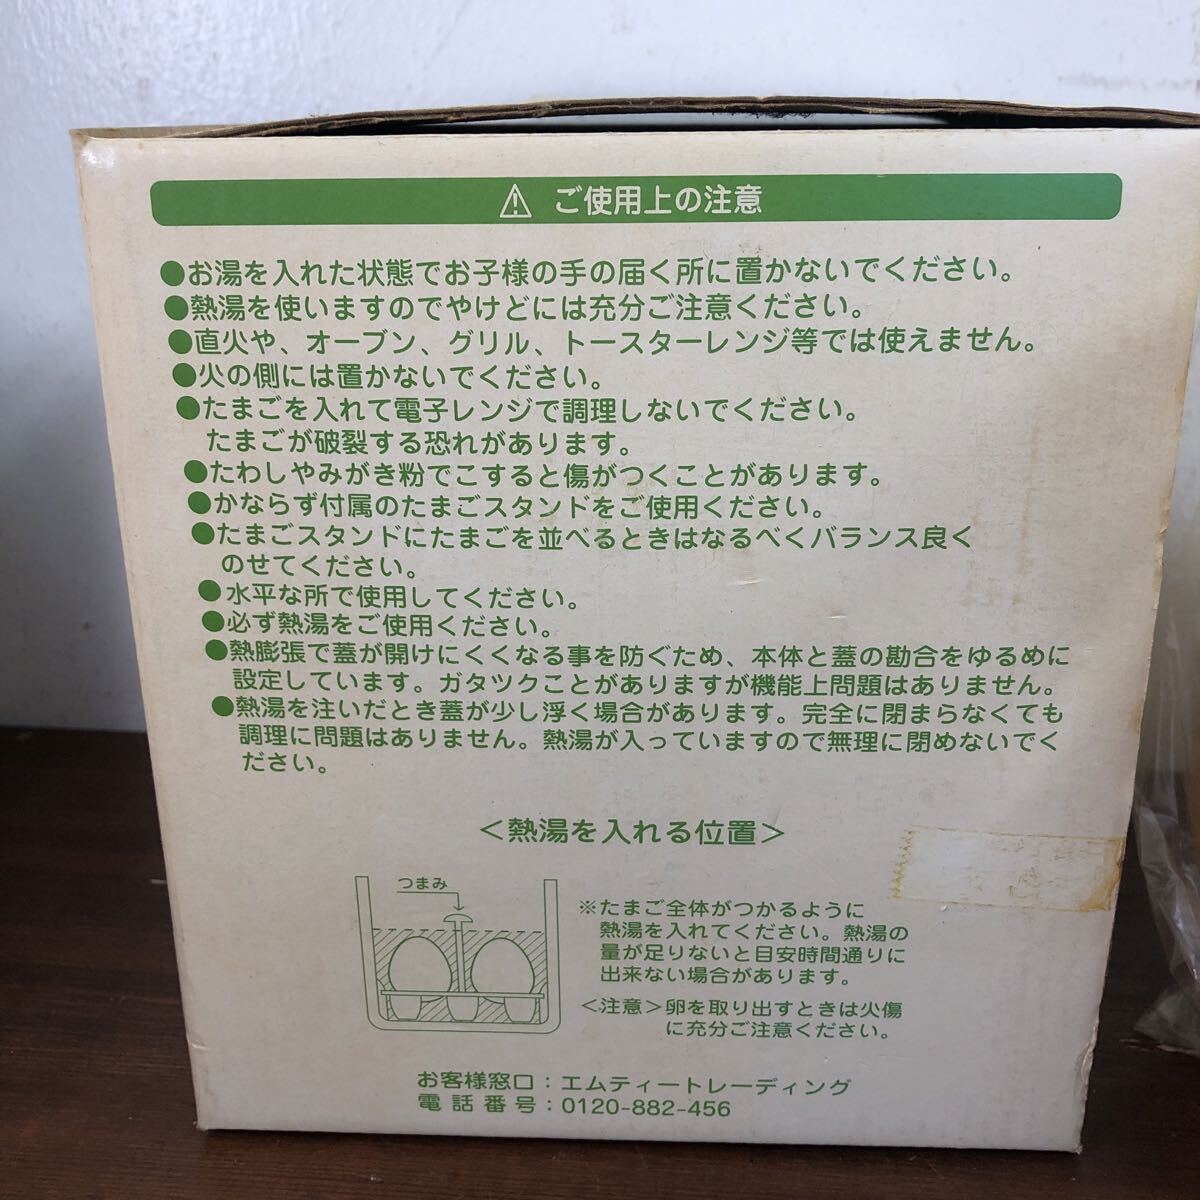 ⚠ ご使用上の注意
●お湯を入れた状態でお子様の手の届く所に置かないでください。
●熱湯を使いますのでやけどには充分ご注意ください。
●直火や、オーブン、グリル、トースターレンジ等では使えません。
●火の側には置かないでください。
●たまごを入れて電子レンジで調理しないでください。
たまごが破裂する恐れがあります。
●たわしやみがき粉でこすると傷がつくことがあります。
●かならず付属のたまごスタンドをご使用ください。
●たまごスタンドにたまごを並べるときはなるべくバランス良く
のせてください。
●水平な所で使用してください。
●必ず熱湯をご使用ください。
●熱膨張で蓋が開けにくくなる事を防ぐため、本体と蓋の勘合をゆるめに
設定しています。ガタツクことがありますが機能上問題はありません。
●熱湯を注いだとき蓋が少し浮く場合があります。完全に閉まらなくても
調理に問題はありません。熱湯が入っていますので無理に閉めないでく
ださい。
＜熱湯を入れる位置＞
つまみ
※たまご全体がつかるように
熱湯を入れてください。熱湯の
量が足りないと目安時間通りに
出来ない場合があります。
＜注意＞卵を取り出すときは火傷
に充分ご注意ください。
お客様窓口：エムティートレーディング
電話番号：0120-882-456